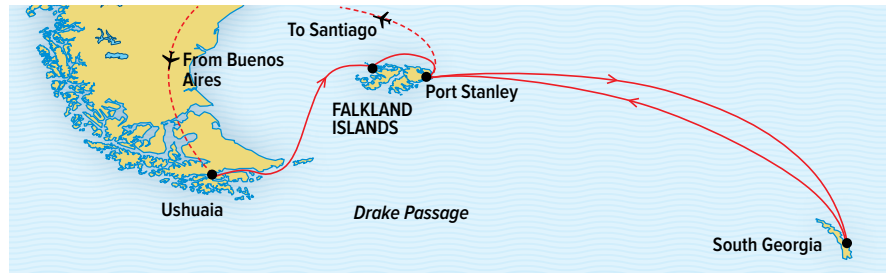 To Santiago
From Buenos
Aires
Port Stanley
FALKLAND
ISLANDS
Ushuaia
Drake Passage
South Georgia